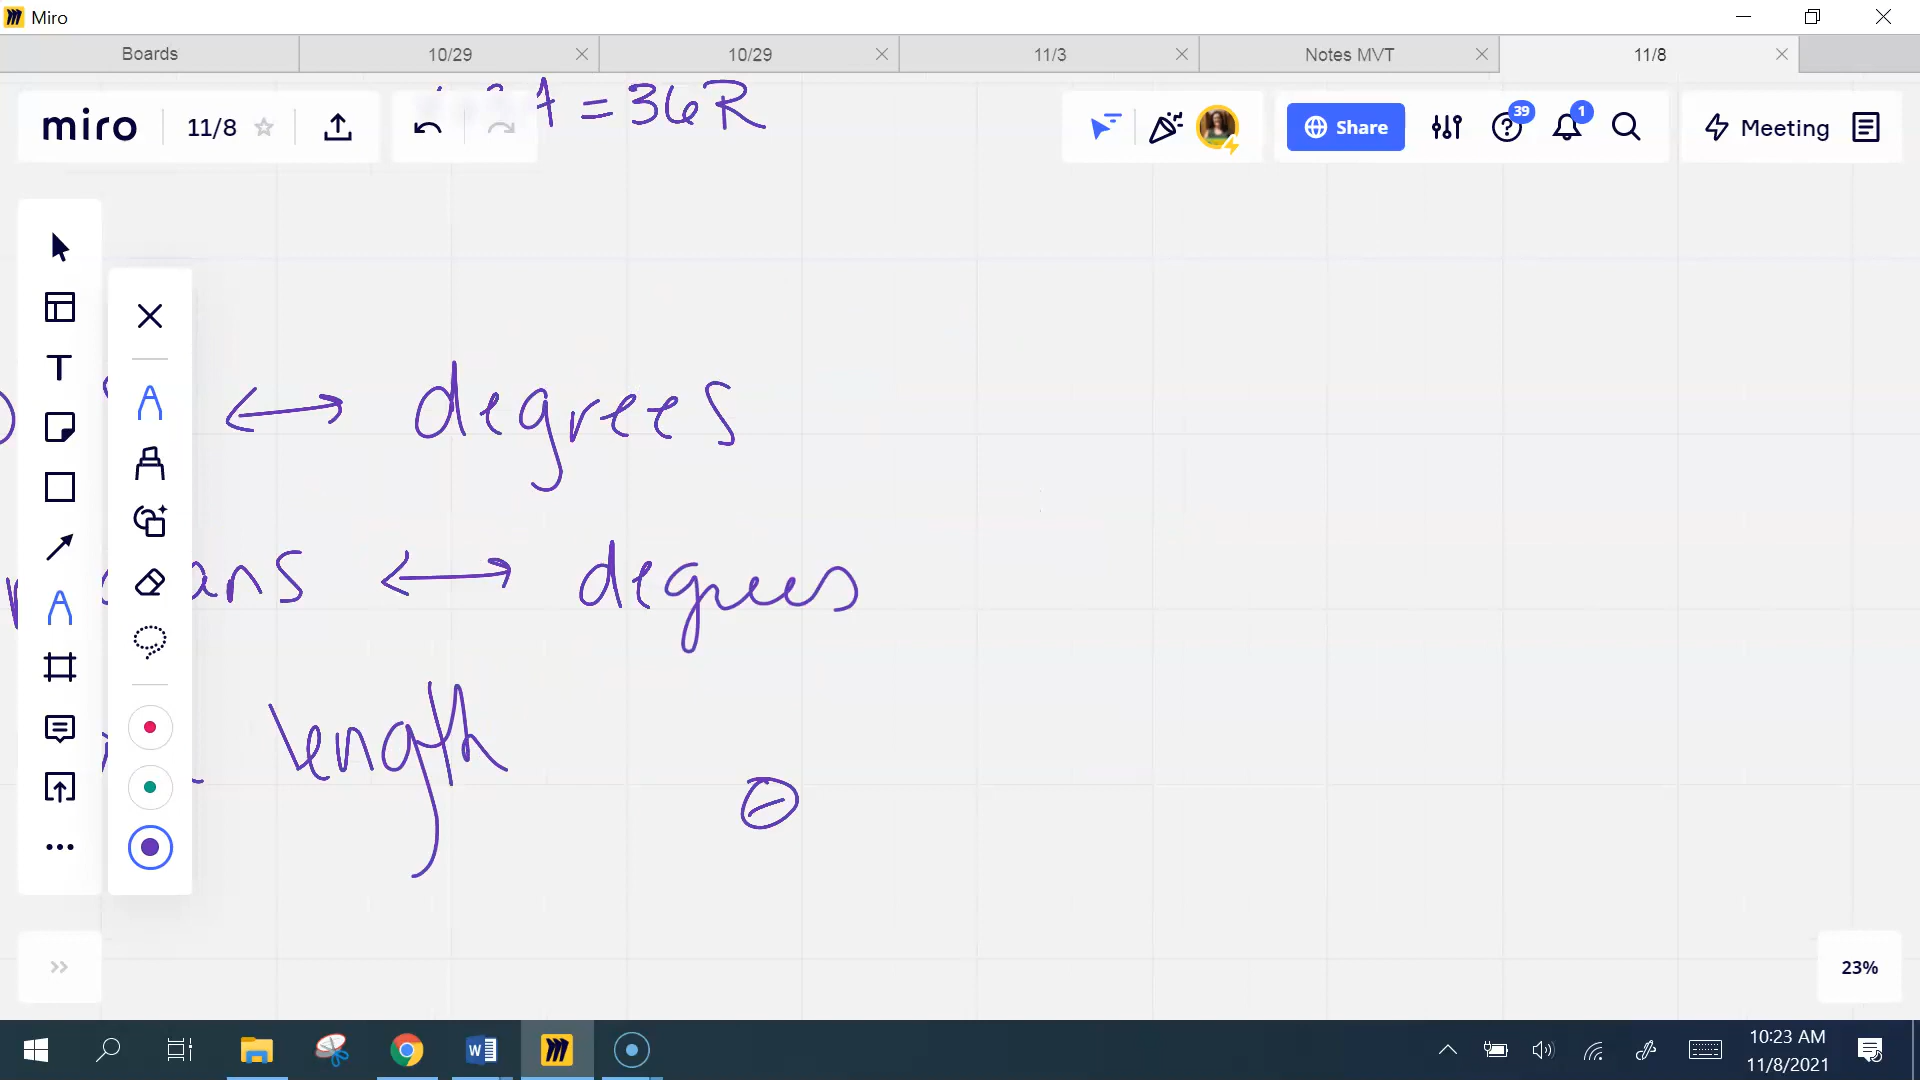 Miro
Boards 10/29 10/29 11/3 Notes MVT 11/8
= 36R
miro 11/8 Share 39 1 Meeting
↔ degrees
ans ↔ degrees
length
θ
23%
10:23 AM
11/8/2021